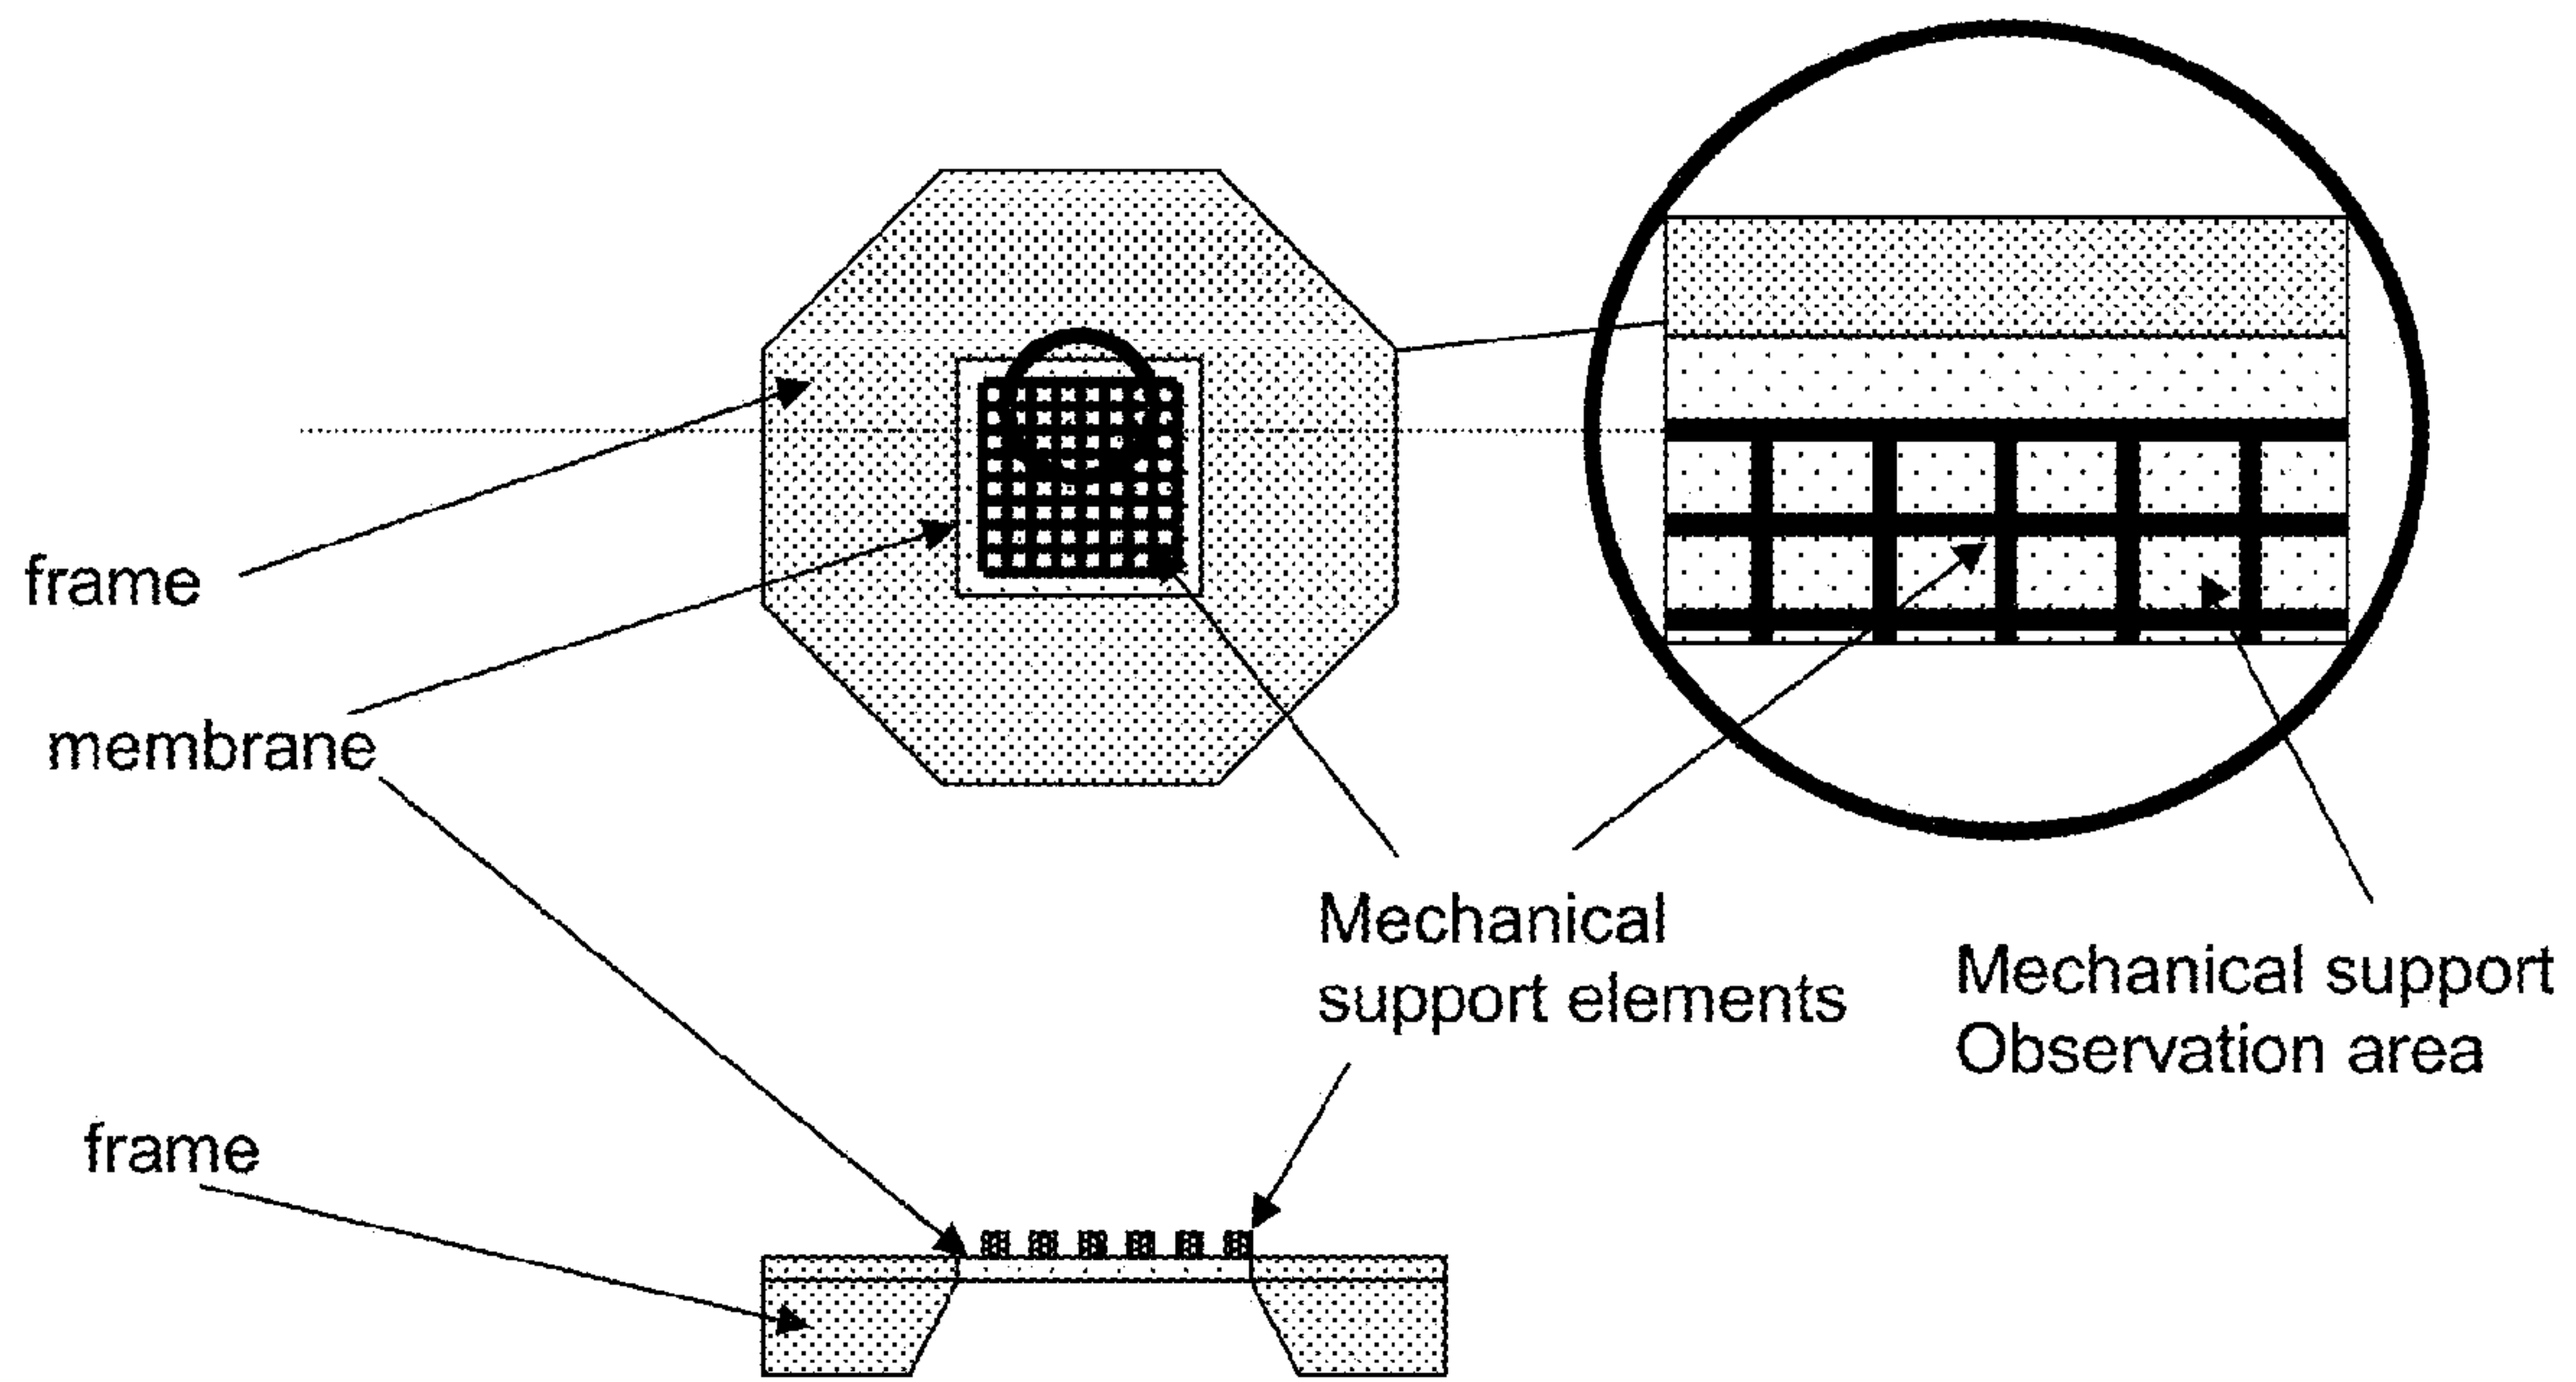 frame
membrane
Mechanical
support elements
Mechanical support
Observation area
frame